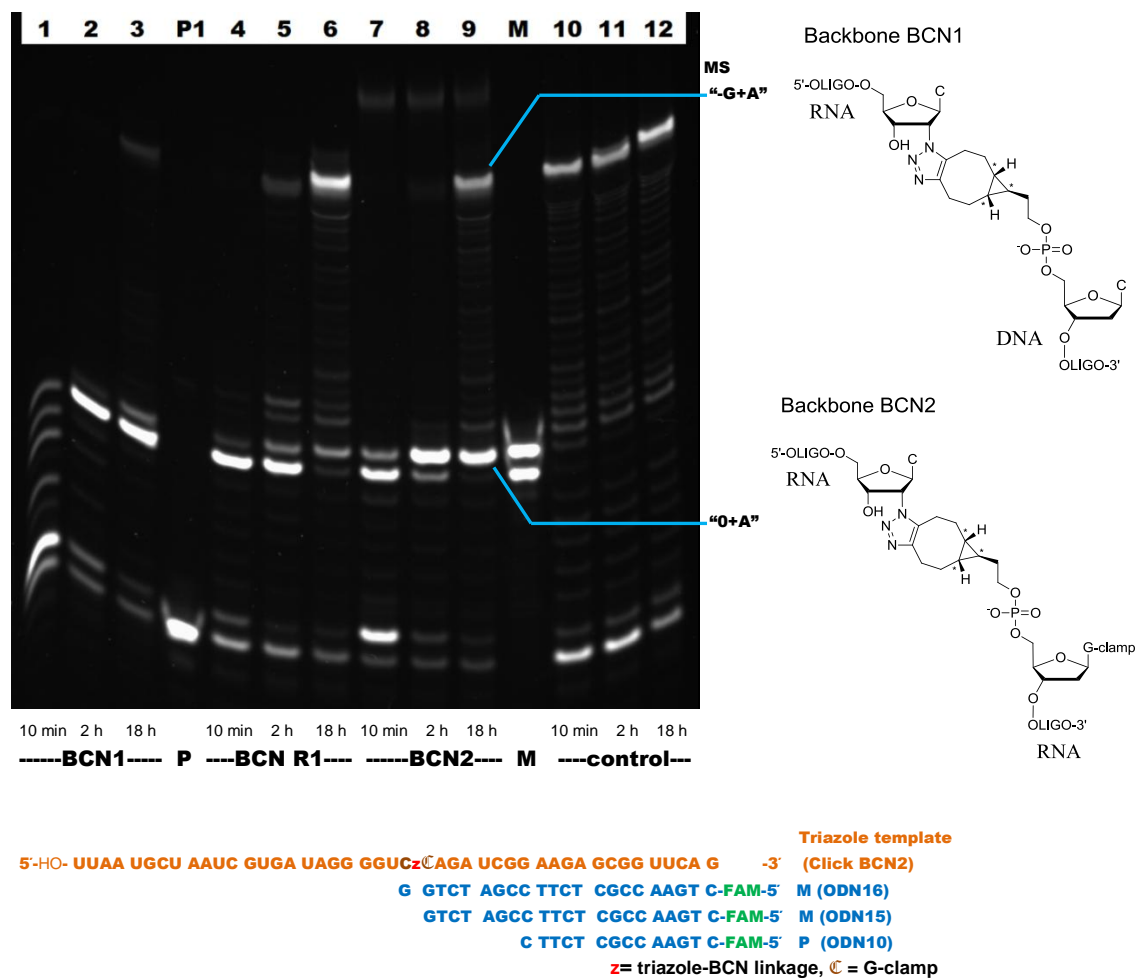 1 2 3 P1 4 5 6 7 8 9 M 10 11 12
MS
“-G+A”
“0+A”
10 min 2 h 18 h 10 min 2 h 18 h 10 min 2 h 18 h 10 min 2 h 18 h
------BCN1----- P ----BCN R1---- ------BCN2---- M ----control---
Backbone BCN1
5'-OLIGO-O
O
C
RNA
OH
N
N
N
H
*
*
*
H
O
-O-P=O
O
O
C
DNA
O
OLIGO-3'
Backbone BCN2
5'-OLIGO-O
O
C
RNA
OH
N
N
N
H
*
*
*
H
O
-O-P=O
O
G-clamp
O
O
OLIGO-3'
RNA
Triazole template
5´-HO- UUAA UGCU AAUC GUGA UAGG GGUCzℂAGA UCGG AAGA GCGG UUCA G -3´ (Click BCN2)
G GTCT AGCC TTCT CGCC AAGT C-FAM-5´ M (ODN16)
GTCT AGCC TTCT CGCC AAGT C-FAM-5´ M (ODN15)
C TTCT CGCC AAGT C-FAM-5´ P (ODN10)
z= triazole-BCN linkage, ℂ = G-clamp